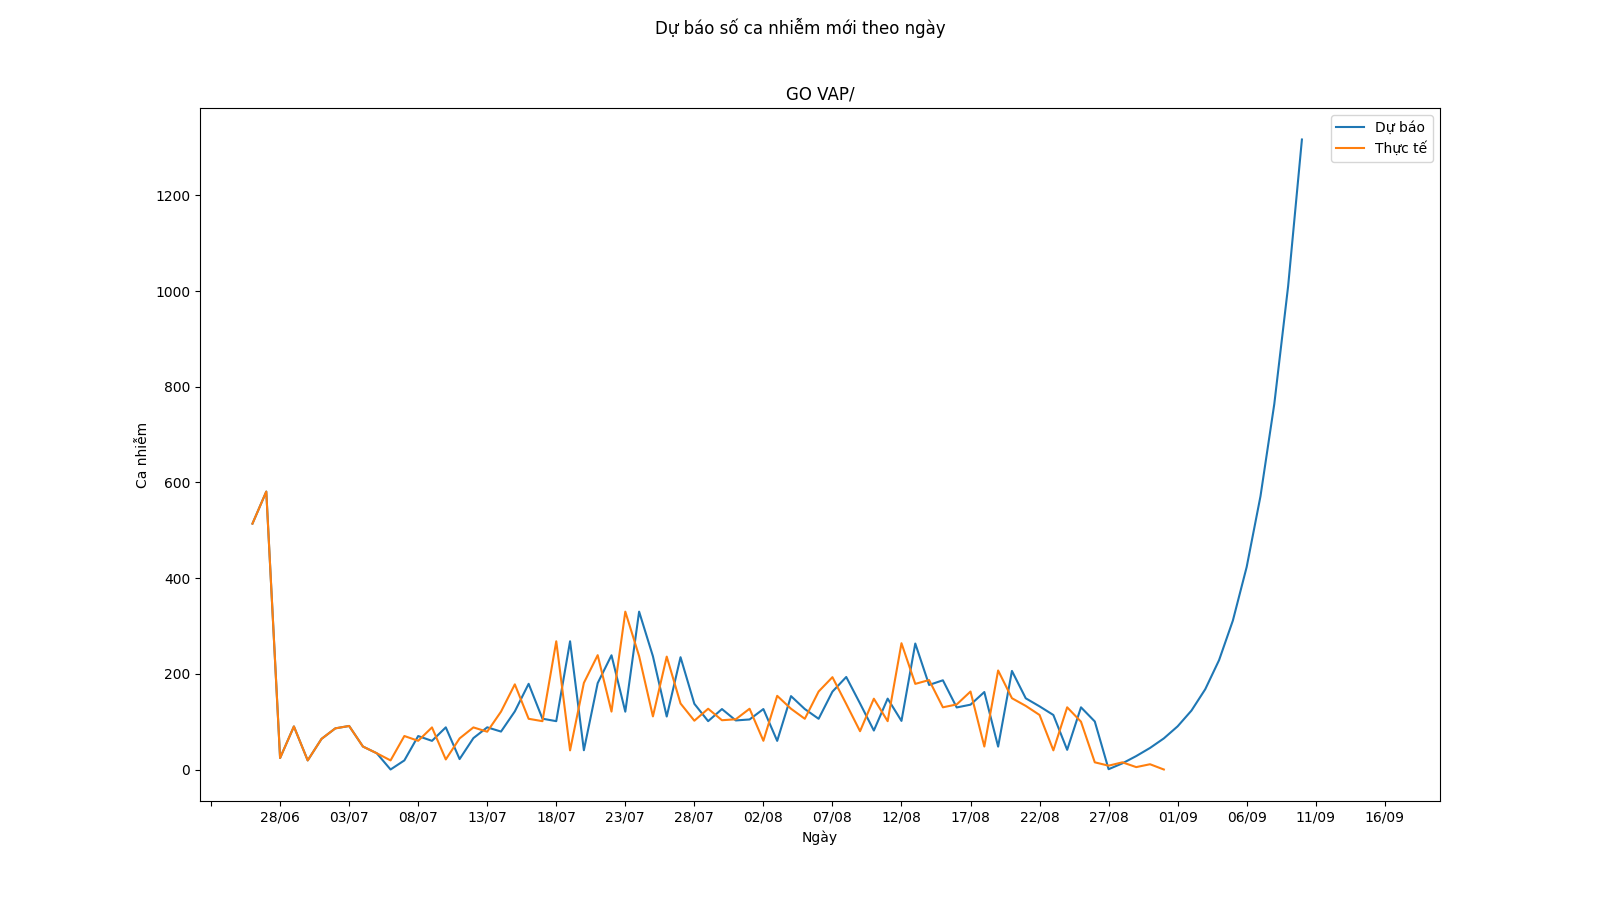 Dự báo số ca nhiễm mới theo ngày
GO VAP/
Dự báo
Thực tế
1200
1000
800
600
400
200
0
Ca nhiễm
28/06 03/07 08/07 13/07 18/07 23/07 28/07 02/08 07/08 12/08 17/08 22/08 27/08 01/09 06/09 11/09 16/09
Ngày